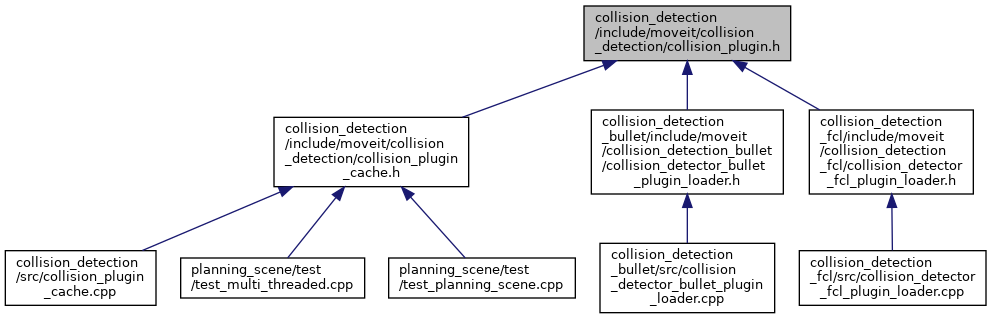 collision_detection
/include/moveit/collision
_detection/collision_plugin.h
collision_detection
/include/moveit/collision
_detection/collision_plugin
_cache.h
collision_detection
_bullet/include/moveit
/collision_detection_bullet
/collision_detector_bullet
_plugin_loader.h
collision_detection
_fcl/include/moveit
/collision_detection
_fcl/collision_detector
_fcl_plugin_loader.h
collision_detection
/src/collision_plugin
_cache.cpp
planning_scene/test
/test_multi_threaded.cpp
planning_scene/test
/test_planning_scene.cpp
collision_detection
_bullet/src/collision
_detector_bullet_plugin
_loader.cpp
collision_detection
_fcl/src/collision_detector
_fcl_plugin_loader.cpp